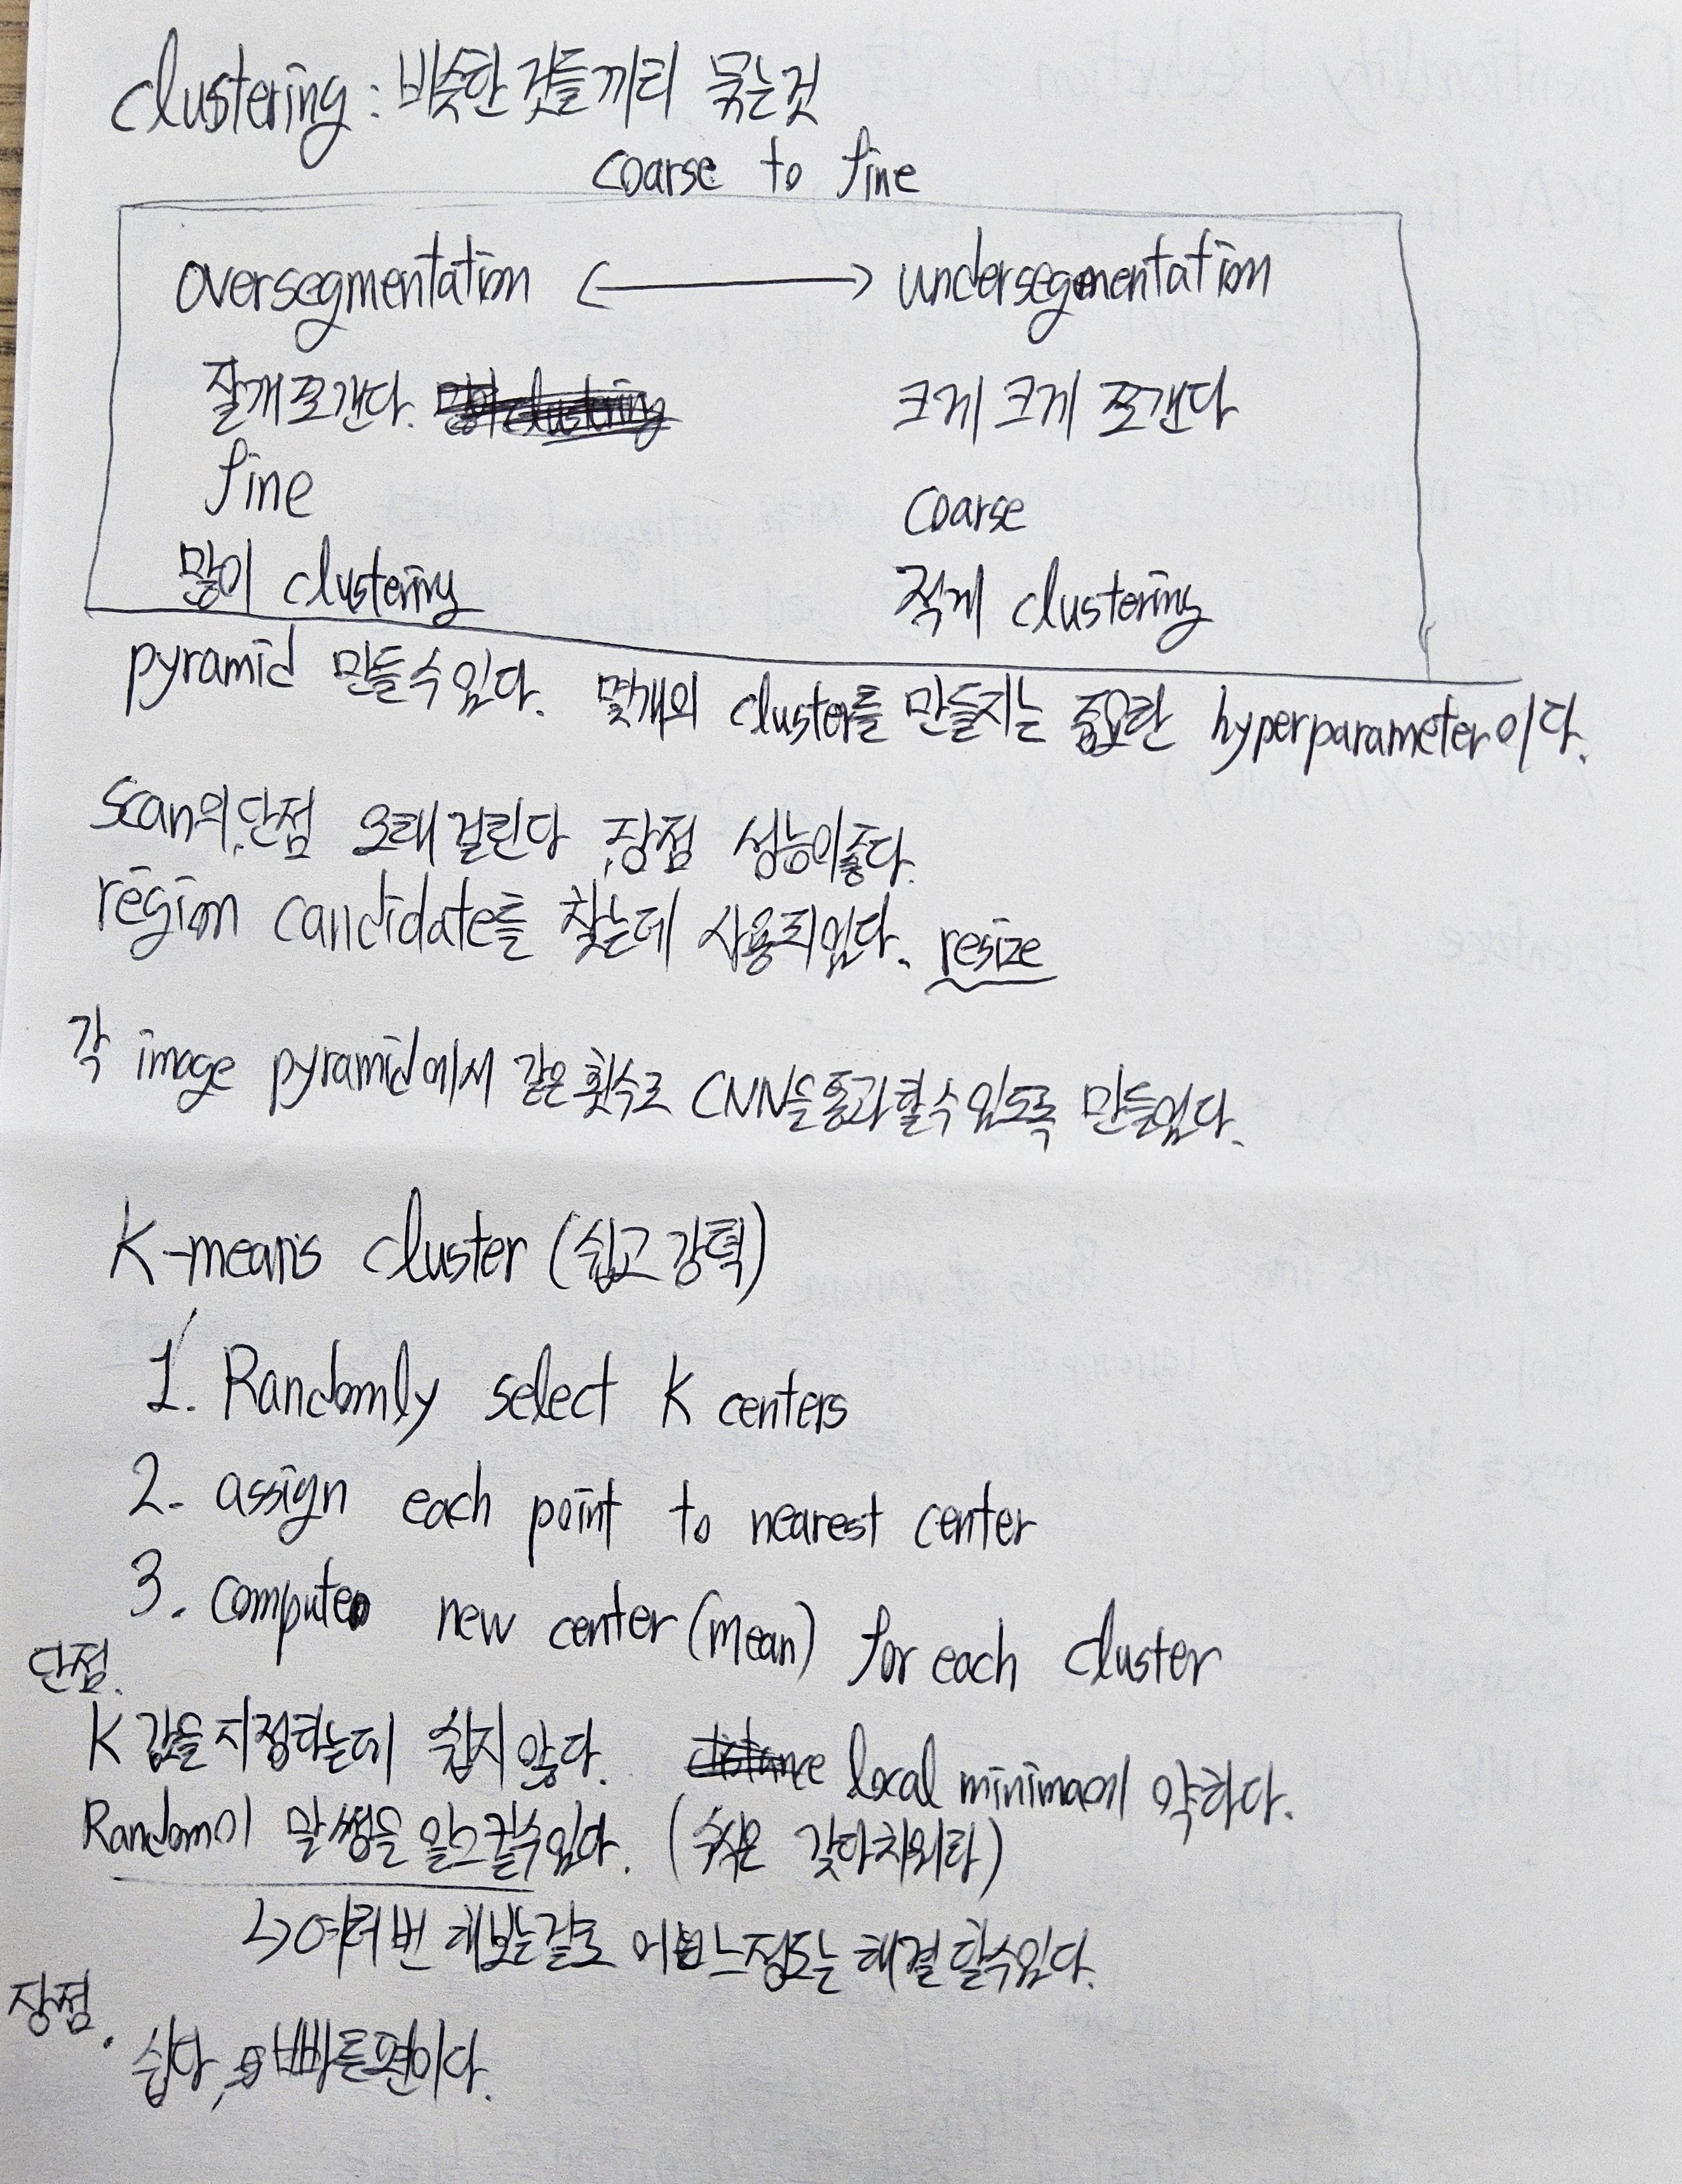 clustering : 비슷한 것들끼리 묶는것
coarse to fine
oversegmentation <-----> undersegmentation
잘게 쪼갠다. 크게 크게 쪼갠다
fine coarse
많이 clustering 적게 clustering
pyramid 만들수있다. 몇개의 cluster를 만들지는 중요한 hyperparameter이다.
scan의 단점 오래걸린다, 장점 성능이좋다.
region candidate를 찾는데 사용되었다. resize
각 image pyramid에서 같은 횟수로 CNN을 통과할수있도록 만들었다.
K-means cluster (쉽고 강력)
1. Randomly select K centers
2. assign each point to nearest center
3. compute new center (mean) for each cluster
단점.
K 값을 지정하는데 쉽지 않다. local minima에 약하다.
Random이 말썽을 일으킬수있다. (수식은 갖다치워라)
↳ 여러번 해보는걸로 어느정도는 해결할수있다.
장점.
쉽다, 빠른편이다.